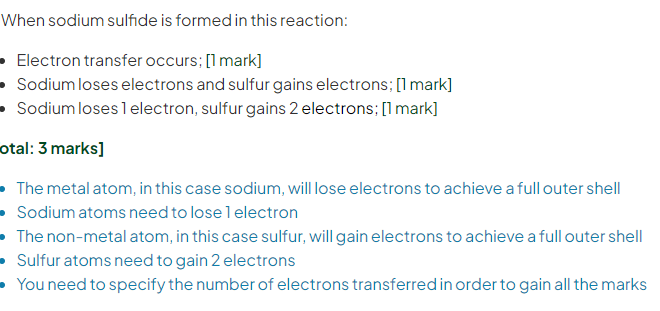 When sodium sulfide is formed in this reaction:
• Electron transfer occurs; [1 mark]
• Sodium loses electrons and sulfur gains electrons; [1 mark]
• Sodium loses 1 electron, sulfur gains 2 electrons; [1 mark]
otal: 3 marks]
• The metal atom, in this case sodium, will lose electrons to achieve a full outer shell
• Sodium atoms need to lose 1 electron
• The non-metal atom, in this case sulfur, will gain electrons to achieve a full outer shell
• Sulfur atoms need to gain 2 electrons
• You need to specify the number of electrons transferred in order to gain all the marks